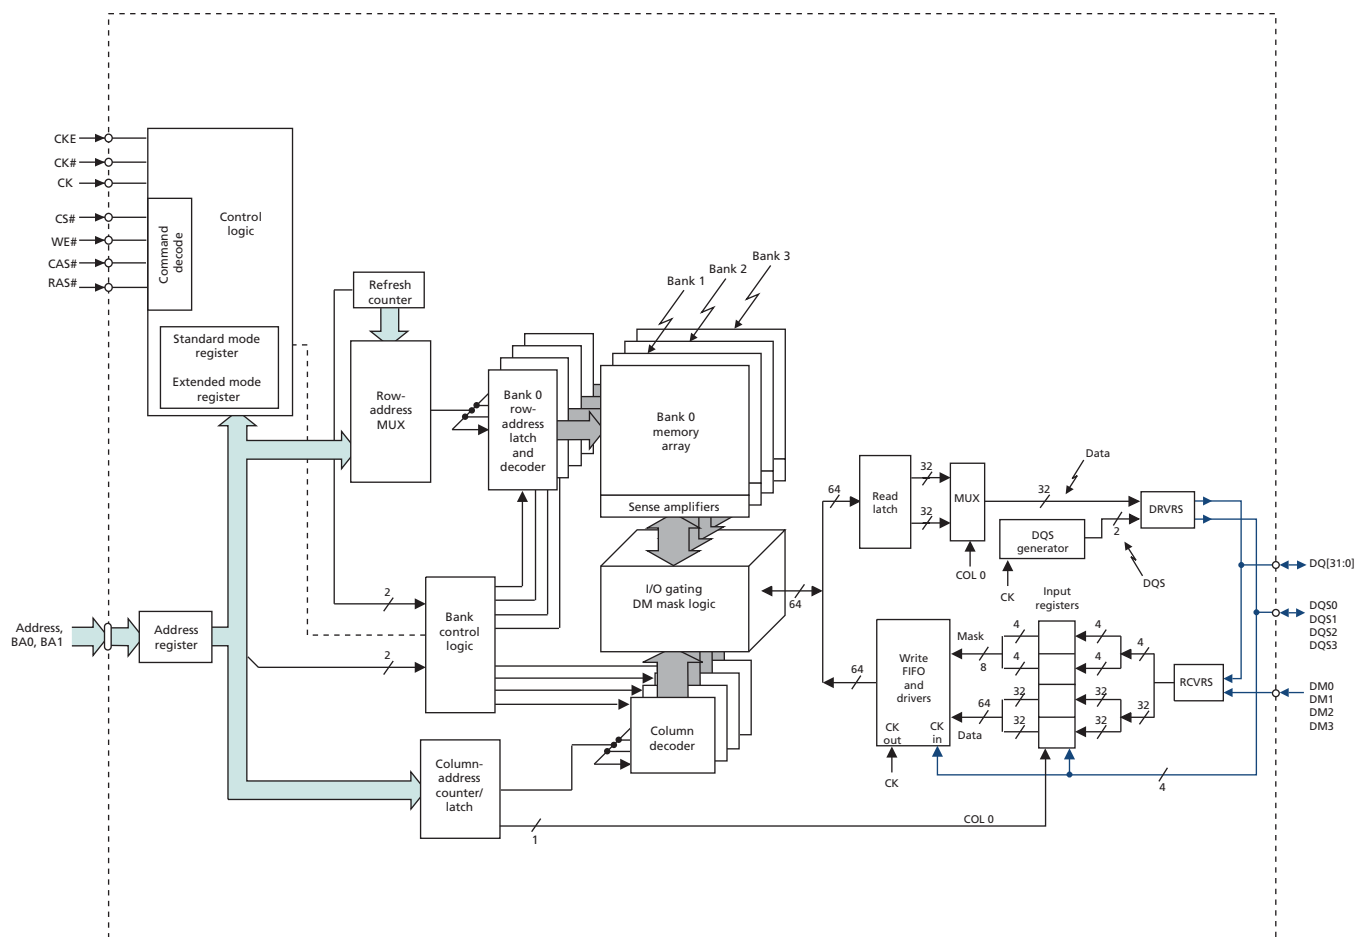 CKE
CK#
CK
CS#
WE#
CAS#
RAS#
Command
decode
Control
logic
Standard mode
register
Extended mode
register
Refresh
counter
Row-
address
MUX
Bank 0
row-
address
latch
and
decoder
Bank 1
Bank 2
Bank 3
Bank 0
memory
array
Sense amplifiers
I/O gating
DM mask logic
2
2
Bank
control
logic
Address,
BA0, BA1
Address
register
Column-
address
counter/
latch
Column
decoder
1
COL 0
64
64
64
Read
latch
32
32
MUX
COL 0
32
Data
DQS
generator
CK
2
DQS
DRVRS
DQ[31:0]
DQS0
DQS1
DQS2
DQS3
DM0
DM1
DM2
DM3
RCVRS
Input
registers
4
4
4
4
4
32
32
32
32
32
Mask
8
64
Data
Write
FIFO
and
drivers
CK
out
CK
in
CK
4